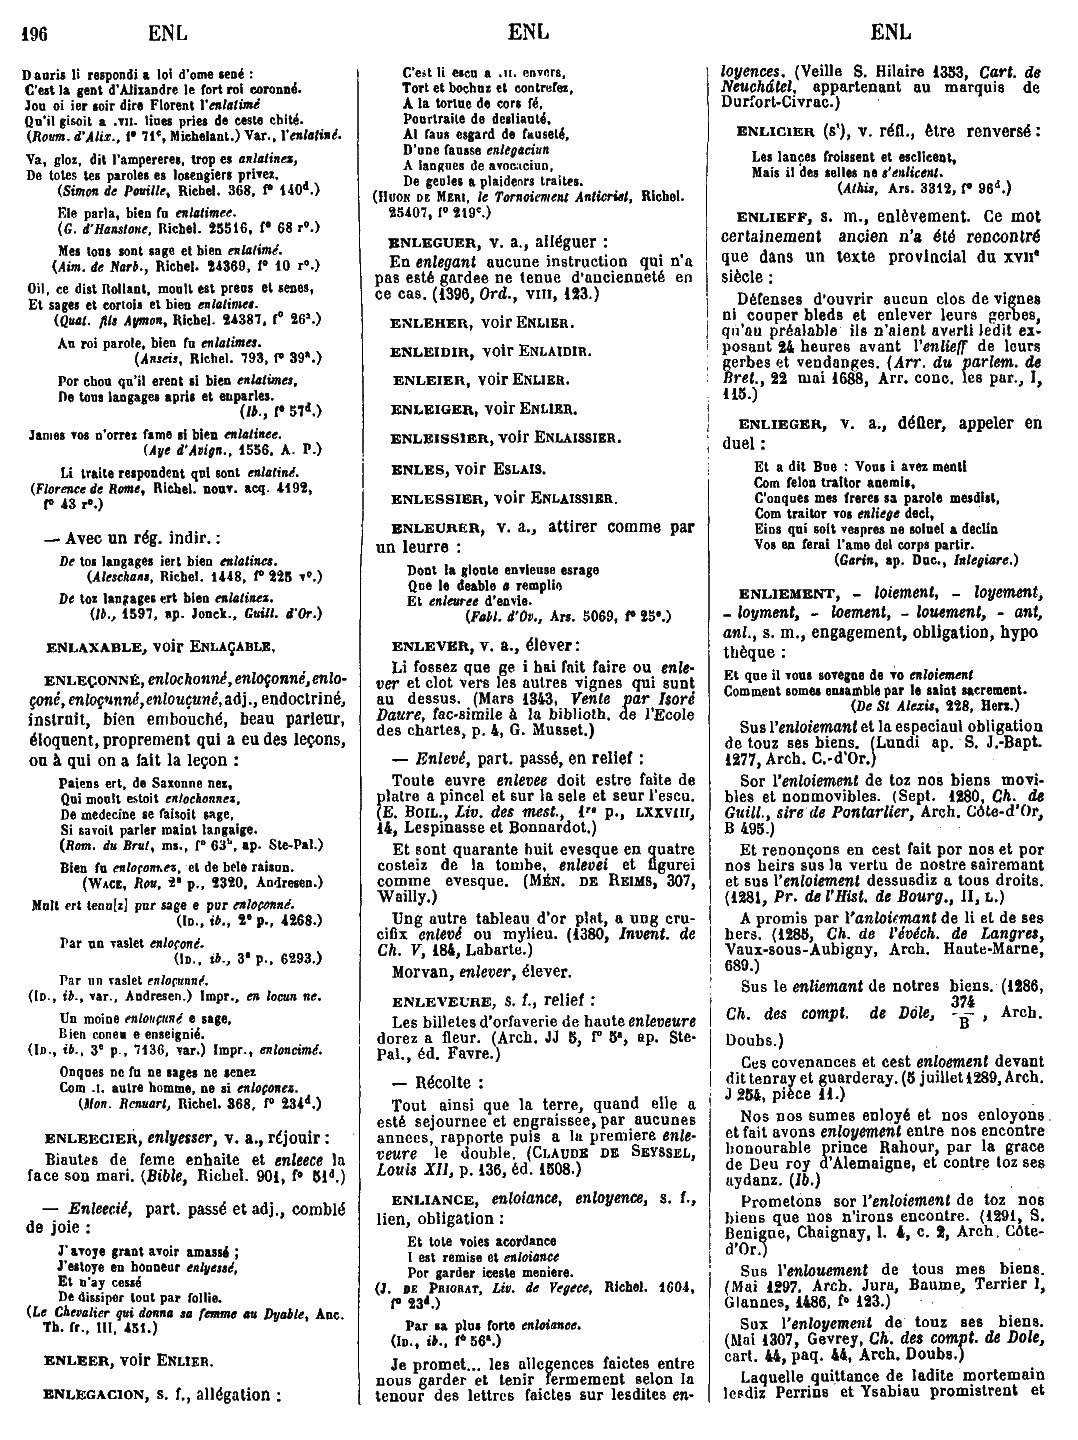 196 ENL ENL ENL
Dauris li respondi a loi d'ome sené :
C'est la gent d'Alixandre le fort roi coronné.
Jou oi ier soir dire Florent l'enlatimé
Qu'il gisoit a .VII. liues pries de ceste chité.
(Roum. d'Alix., f° 71c, Michelant.) Var., l'enlatiné.
Va, gloz, dit l'ampereres, trop es anlatinez,
De totes tes paroles es losengiers privez.
(Simon de Pouille, Richel. 368, f° 140d.)
Ele parla, bien fu enlatimee.
(G. d'Hanstone, Richel. 25516, f° 68 r°.)
Mes tous sont sage et bien enlatimé.
(Aim. de Narb., Richel. 24369, f° 10 r°.)
Oil, ce dist Rollant, moult est preus et senes,
Et sages et cortois et bien enlatimes.
(Quat. fils Aymon, Richel. 24387, f° 26a.)
Au roi parole, bien fu enlatimes.
(Anseis, Richel. 793, f° 39a.)
Por chou qu'il erent si bien enlatimes,
De tous langages apris et enparles.
(Ib., f° 57d.)
James vos n'orrez fame si bien enlatinee.
(Aye d'Avign., 1556, A. P.)
Li traite respondent qui sont enlatiné.
(Florence de Rome, Richel. nouv. acq. 4192,
f° 43 r°.)
— Avec un rég. indir. :
De tos langages iert bien enlatines.
(Aleschans, Richel. 1448, f° 225 v°.)
De toz langages ert bien enlatinez.
(Ib., 1597, ap. Jonck., Guill. d'Or.)
ENLAXABLE, voir ENLAÇABLE.
ENLEÇONNÉ, enlochonné, enloçonné, enlo-
çoné, enloçunné, enlouçuné, adj., endoctriné,
instruit, bien embouché, beau parleur,
éloquent, proprement qui a eu des leçons,
ou à qui on a fait la leçon :
Paiens ert, de Saxonne nez,
Qui moult estoit enlochonnez,
De medecine se faisoit sage,
Si savoit parler maint langaige.
(Rom. du Brut, ms., f° 63b, ap. Ste-Pal.)
Bien fu enloçonnez, et de bele raison.
(WACE, Rou, 2e p., 2320, Andresen.)
Mult ert tenu[z] pur sage e pur enloçonné.
(ID., ib., 2e p., 4268.)
Par un vaslet enloçoné.
(ID., ib., 3e p., 6293.)
Par un vaslet enloçunné.
(ID., ib., var., Andresen.) Impr., en locun ne.
Un moine enlouçuné e sage,
Bien coneu e enseignié.
(ID., ib., 3e p., 7136, var.) Impr., enloncimé.
Onques ne fu ne sages ne senez
Com .I. autre homme, ne si enloçonez.
(Mon. Renuart, Richel. 368, f° 234d.)
ENLEECIER, enlyesser, v. a., réjouir :
Biautes de feme enhaite et enleece la
face son mari. (Bible, Richel. 901, f° 51d.)
— Enleecié, part. passé et adj., comblé
de joie :
J'avoye grant avoir amassé ;
J'estoye en honneur enlyessé,
Et n'ay cessé
De dissiper tout par follie.
(Le Chevalier qui donna sa femme au Dyable, Anc.
Th. fr., III, 451.)
ENLEER, voir ENLIER.
ENLEGACION, s. f., allégation :
C'est li escu a .II. envers,
Tort et bochuz et contrefez,
A la tortue de cors fé,
Pourtraite de desliauté,
Al faus esgard de fauseté,
D'une fausse enlegaciun
A langues de avocaciun,
De geules a plaideors traites.
(HUON DE MERI, le Tornoiement Anticrist, Richel.
25407, f° 219c.)
ENLEGUER, v. a., alléguer :
En enlegant aucune instruction qui n'a
pas esté gardee ne tenue d'ancienneté en
ce cas. (1396, Ord., VIII, 123.)
ENLEHER, voir ENLIER.
ENLEIDIR, voir ENLAIDIR.
ENLEIER, voir ENLIER.
ENLEIGER, voir ENLIER.
ENLEISSIER, voir ENLAISSIER.
ENLES, voir ESLAIS.
ENLESSIER, voir ENLAISSIER.
ENLEURER, v. a., attirer comme par
un leurre :
Dont la gloute envieuse esrage
Que le deable a remplie
Et enleuree d'envie.
(Fabl. d'Ov., Ars. 5069, f° 25a.)
ENLEVER, v. a., élever:
Li fossez que ge i hai fait faire ou enle-
ver et clot vers les autres vignes qui sunt
au dessus. (Mars 1343, Vente par Isoré
Daure, fac-simile à la biblioth. de l'Ecole
des chartes, p. 4, G. Musset.)
— Enlevé, part. passé, en relief :
Toute euvre enlevee doit estre faite de
platre a pincel et sur la sele et seur l'escu.
(E. BOIL., Liv. des mest., 1re p., LXXVIII,
14, Lespinasse et Bonnardot.)
Et sont quarante huit evesque en quatre
costeiz de la tombe, enlevei et figurei
comme evesque. (MÉN. DE REIMS, 307,
Wailly.)
Ung autre tableau d'or plat, a ung cru-
cifix enlevé ou mylieu. (1380, Invent. de
Ch. V, 184, Labarte.)
Morvan, enlever, élever.
ENLEVEURE, s. f., relief :
Les billetes d'orfaverie de haute enleveure
dorez a fleur. (Arch. JJ 5, f° 5a, ap. Ste-
Pal., éd. Favre.)
— Récolte :
Tout ainsi que la terre, quand elle a
esté sejournee et engraissee, par aucunes
annees, rapporte puis a la premiere enle-
veure le double. (CLAUDE DE SEYSSEL,
Louis XII, p. 136, éd. 1508.)
ENLIANCE, enloiance, enloyence, s. f.,
lien, obligation :
Et tote voies acordance
I est remise et enloiance
Por garder iceste meniere.
(J. DE PRIORAT, Liv. de Vegece, Richel. 1604,
f° 23d.)
Par sa plus forte enloiance.
(ID., ib., f° 56a.)
Je promet... les allegences faictes entre
nous garder et tenir fermement selon la
tenour des lettres faictes sur lesdites en-
loyences. (Veille S. Hilaire 1353, Cart. de
Neuchâtel, appartenant au marquis de
Durfort-Civrac.)
ENLICIER (s'), v. réfl., être renversé :
Les lances froissent et esclicent,
Mais il des selles ne s'enlicent.
(Athis, Ars. 3312, f° 96d.)
ENLIEFF, s. m., enlèvement. Ce mot
certainement ancien n'a été rencontré
que dans un texte provincial du XVIIe
siècle :
Défenses d'ouvrir aucun clos de vignes
ni couper bleds et enlever leurs gerbes,
qu'au préalable ils n'aient averti ledit ex-
posant 24 heures avant l'enlieff de leurs
gerbes et vendanges. (Arr. du parlem. de
Bret., 22 mai 1688, Arr. conc. les par., I,
115.)
ENLIEGER, v. a., défier, appeler en
duel :
Et a dit Bue : Vous i avez menti
Com felon traitor anemis,
C'onques mes freres sa parole mesdist,
Com traitor vos enliege deci,
Eins qui soit vespres ne soluel a declin
Vos en ferai l'ame del corps partir.
(Garin, ap. Duc., Inlegiare.)
ENLIEMENT, - loiement, - loyement,
- loyment, - loement, - louement, - ant,
anl., s. m., engagement, obligation, hypo
thèque :
Et que il vous sovegne de vo enloiement
Comment somes ensamble par le saint sacrement.
(De St Alexis, 228, Herz.)
Sus l'enloiemant et la especiaul obligation
de touz ses biens. (Lundi ap. S. J.-Bapt.
1277, Arch. C.-d'Or.)
Sor l'enloiement de toz nos biens movi-
bles et nonmovibles. (Sept. 1280, Ch. de
Guill., sire de Pontarlier, Arch. Côte-d'Or,
B 495.)
Et renonçons en cest fait por nos et por
nos heirs sus la vertu de nostre sairemant
et sus l'enloiement dessusdiz a tous droits.
(1281, Pr. de l'Hist. de Bourg., II, L.)
A promis par l'anloiemant de li et de ses
hers. (1285, Ch. de l'évéch. de Langres,
Vaux-sous-Aubigny, Arch. Haute-Marne,
689.)
Sus le enliemant de notres biens. (1286,
Ch. des compt. de Dôle, 374/B , Arch.
Doubs.)
Ces covenances et cest enloement devant
dit tenray et guarderay. (5 juillet 1289, Arch.
J 254, pièce 11.)
Nos nos sumes enloyé et nos enloyons
et fait avons enloyement entre nos encontre
honourable prince Rahour, par la grace
de Deu roy d'Alemaigne, et contre toz ses
aydanz. (Ib.)
Prometons sor l'enloiement de toz nos
biens que nos n'irons encontre. (1291, S.
Benigne, Chaignay, l. 4, c. 2, Arch. Côte-
d'Or.)
Sus l'enlouement de tous mes biens.
(Mai 1297, Arch. Jura, Baume, Terrier I,
Glannes, 1486, f° 123.)
Sux l'enloyement de touz ses biens.
(Mai 1307, Gevrey, Ch. des compt. de Dole,
cart. 44, paq. 44, Arch. Doubs.)
Laquelle quittance de ladite mortemain
lesdiz Perrins et Ysabiau promistrent et